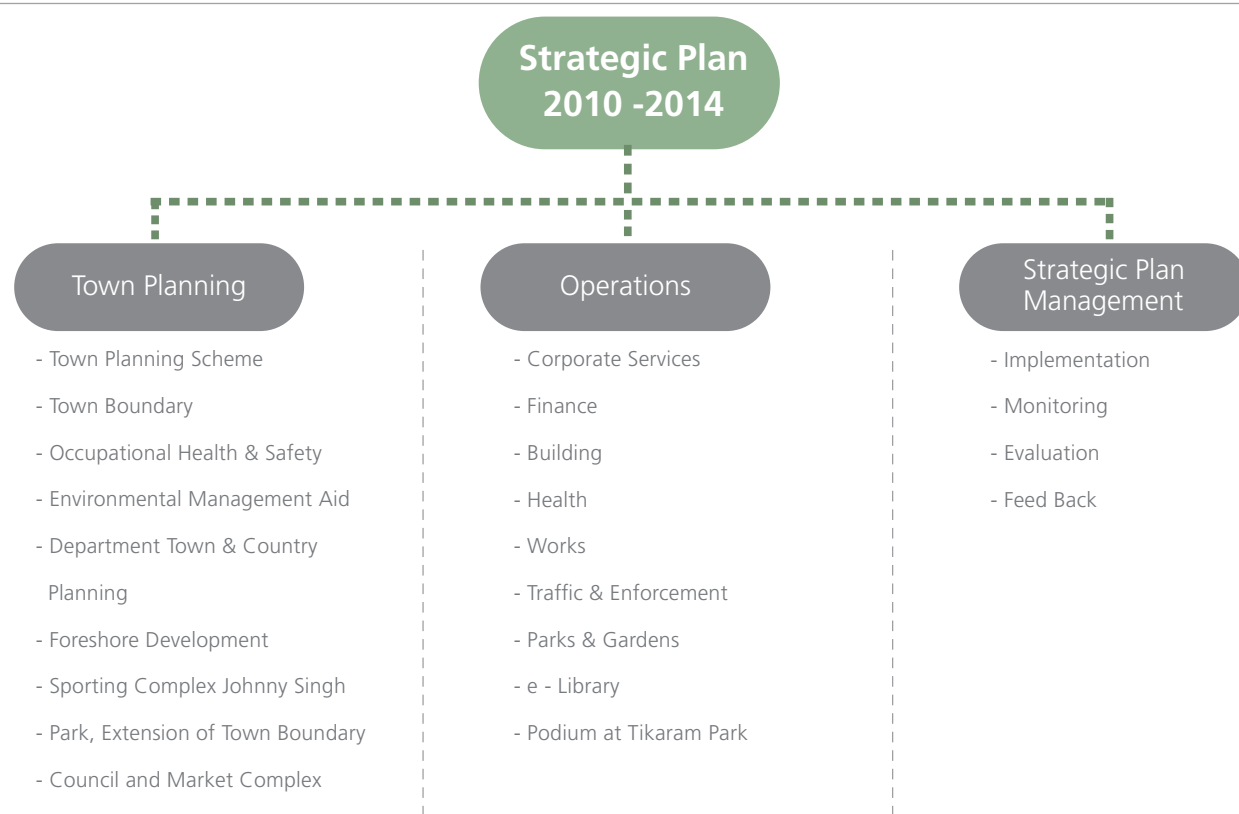 Strategic Plan
2010 -2014
Town Planning
- Town Planning Scheme
- Town Boundary
- Occupational Health & Safety
- Environmental Management Aid
- Department Town & Country
Planning
- Foreshore Development
- Sporting Complex Johnny Singh
- Park, Extension of Town Boundary
- Council and Market Complex
Operations
- Corporate Services
- Finance
- Building
- Health
- Works
- Traffic & Enforcement
- Parks & Gardens
- e - Library
- Podium at Tikaram Park
Strategic Plan
Management
- Implementation
- Monitoring
- Evaluation
- Feed Back